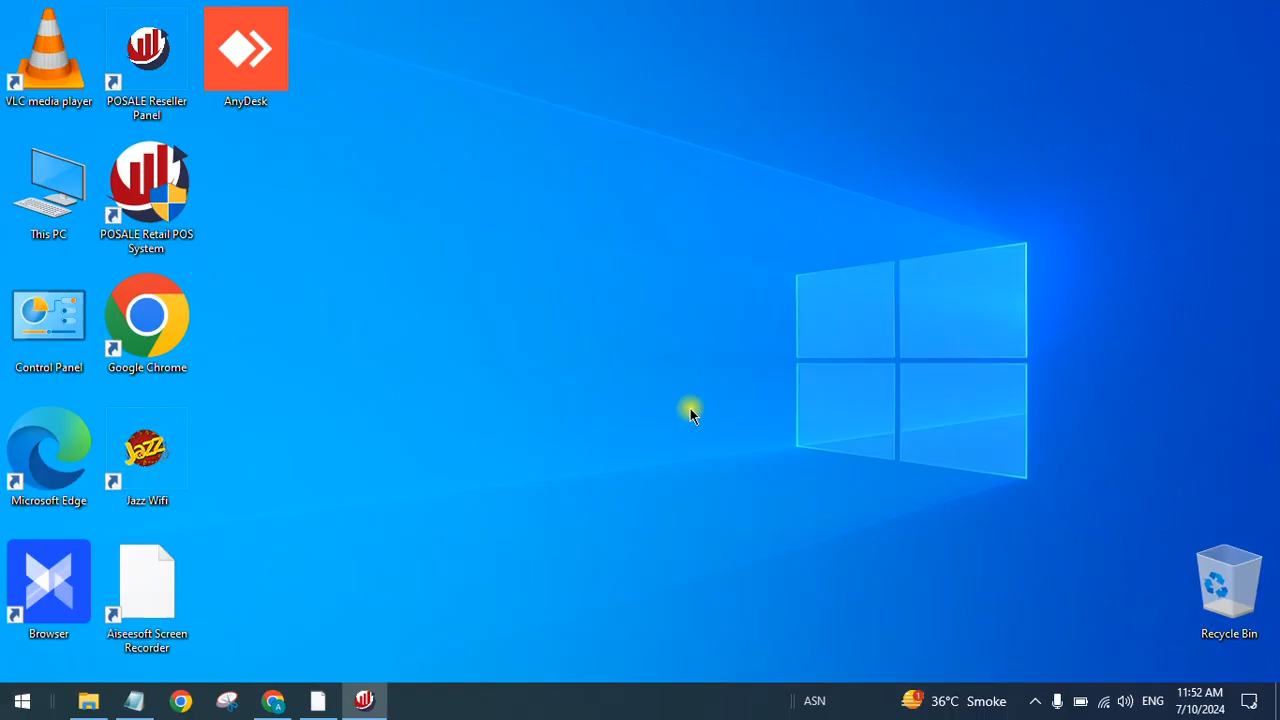 VLC media player
POSALE Reseller
Panel
AnyDesk
This PC
POSALE Retail POS
System
Control Panel
Google Chrome
Jazz
Microsoft Edge
Jazz Wifi
Browser
Aiseesoft Screen
Recorder
Recycle Bin
A
ASN
1
36°C Smoke
ENG
11:52 AM
7/10/2024